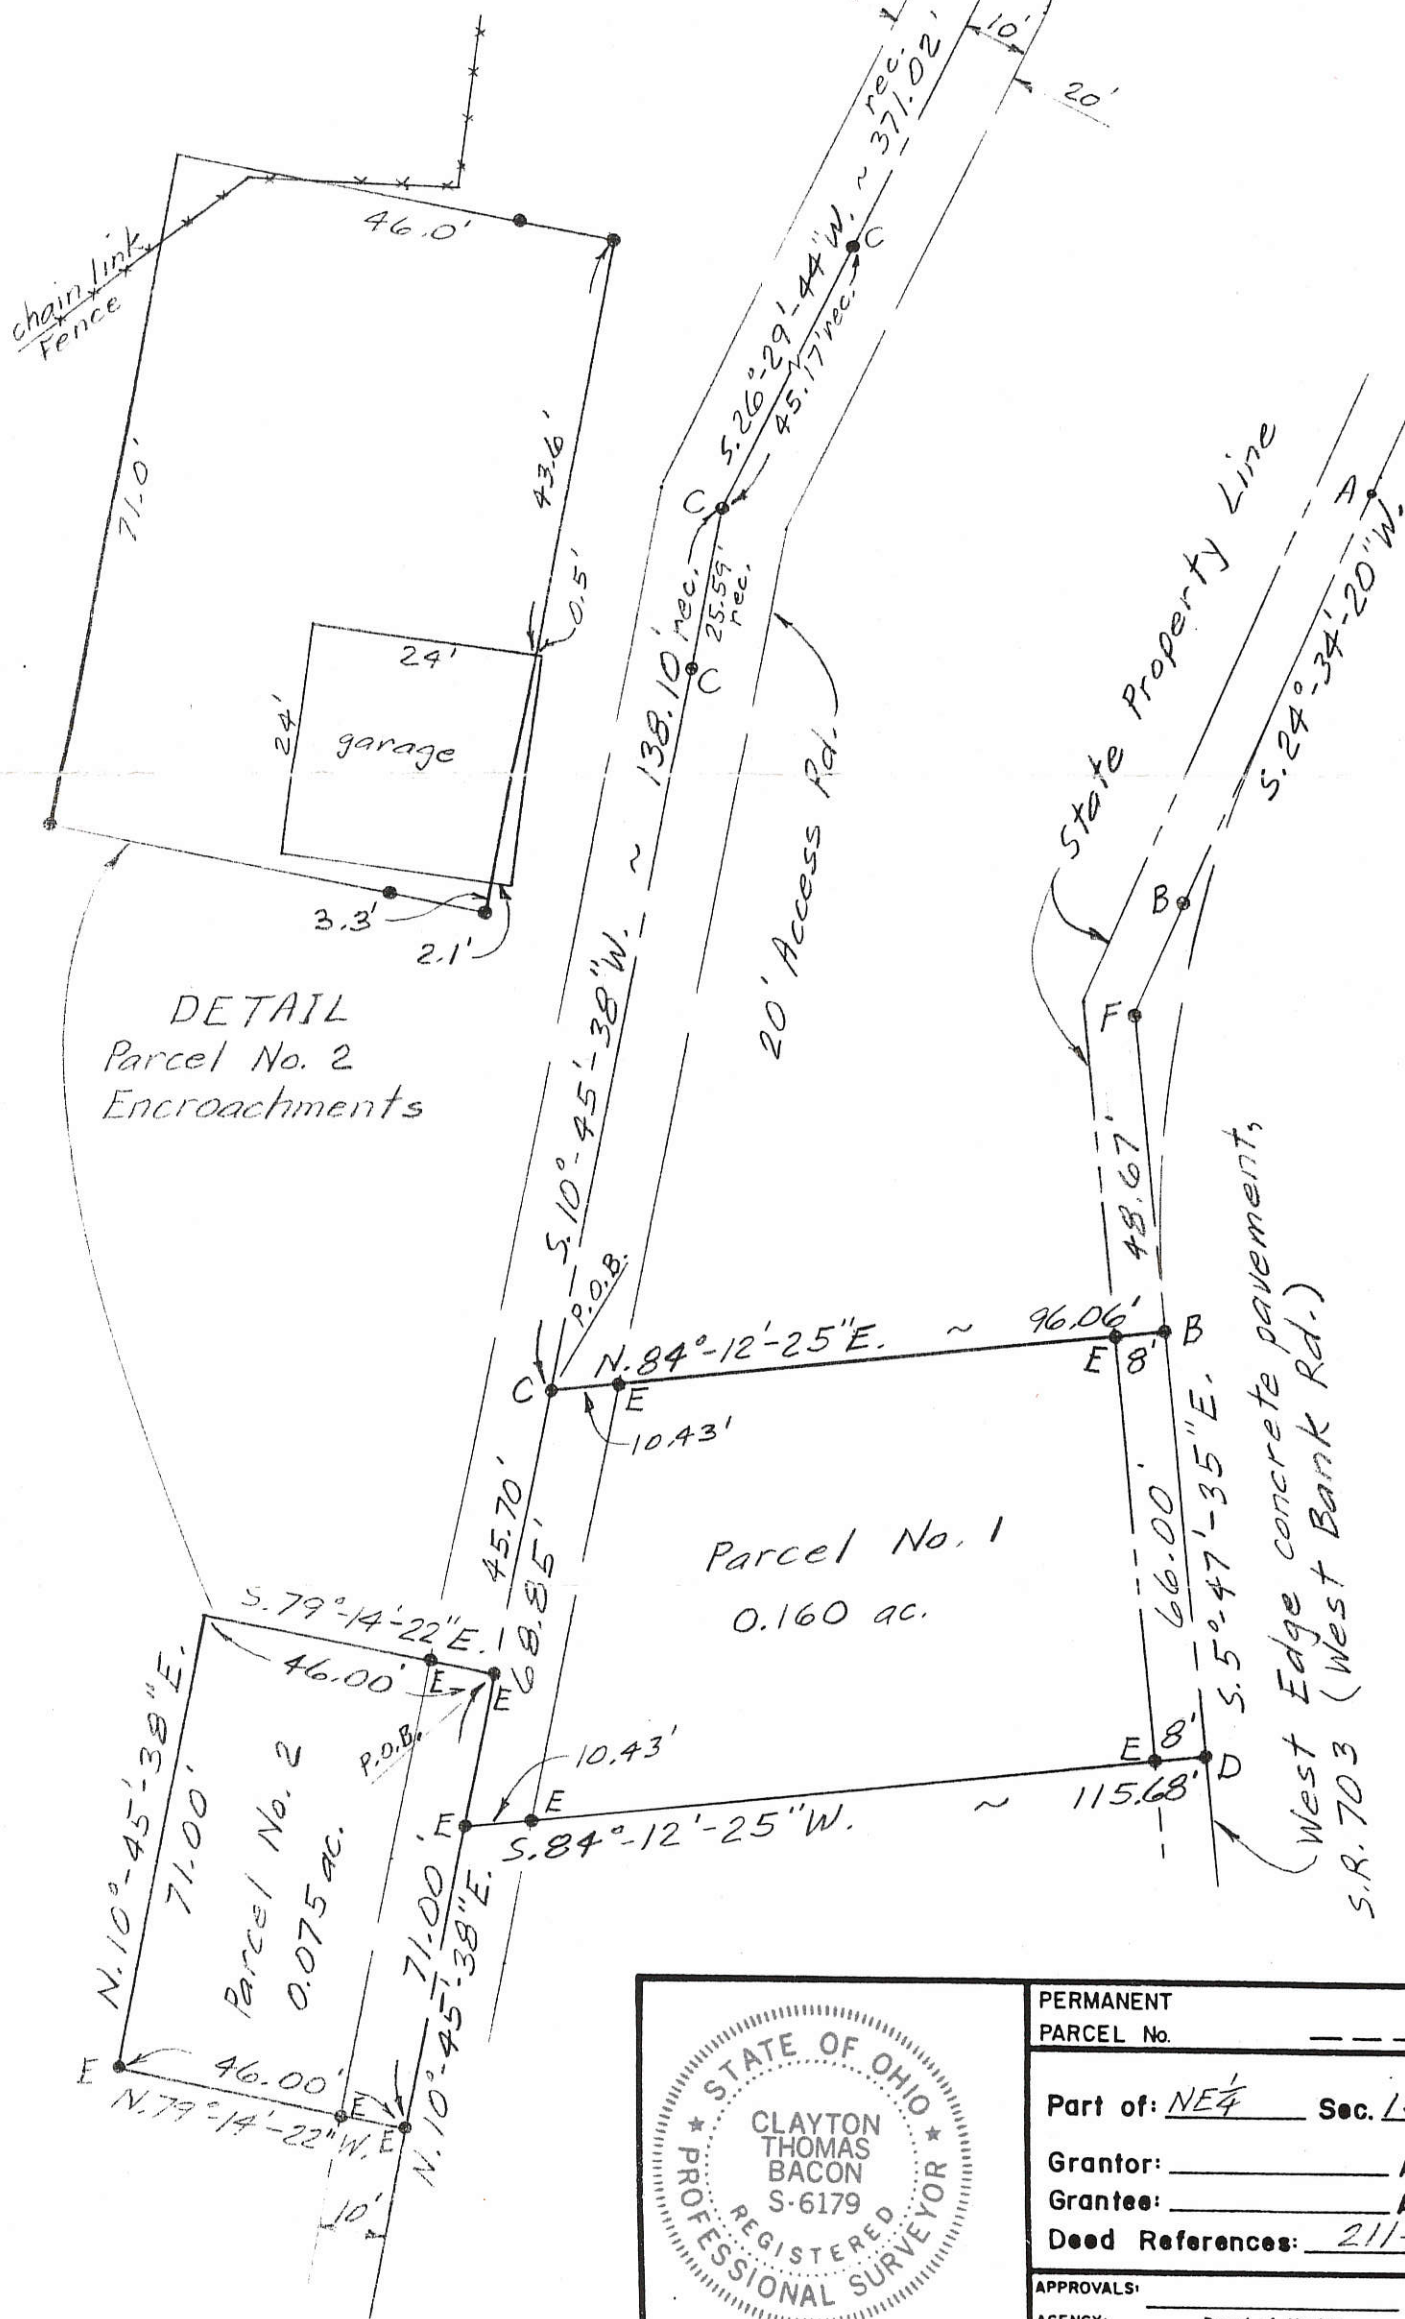 10'
20'
rec.
S.26°-29'-44"W. ~ 371.02'
45.17' rec.
C
C
46.0'
chain link
Fence
71.0'
43.6'
0.5'
24'
24'
garage
3.3'
2.1'
DETAIL
Parcel No. 2
Encroachments
C
25.59'
rec.
S.10°-45'-38"W. ~ 138.10' rec.
20' Access Rd.
State Property Line
A
S.24°-34'-20"W.
B
F
48.67'
P.O.B.
C
N.84°-12'-25"E. ~ 96.06'
E
E
8'
B
10.43'
45.70'
68.85'
Parcel No. 1
0.160 ac.
66.00'
S.5°-47'-35"E.
(West Edge concrete pavement,
S.R. 703 (West Bank Rd.)
S.79°-14'-22"E.
46.00'
E
E
P.O.B.
10.43'
E
E
S.84°-12'-25"W. ~ 115.68'
E
8'
D
N.10°-45'-38"E.
71.00'
Parcel No. 2
0.075 ac.
71.00'
N.10°-45'-38"E.
E
46.00'
N.79°-14'-22"W.
E
E
10'
STATE OF OHIO
CLAYTON
THOMAS
BACON
S-6179
REGISTERED
PROFESSIONAL SURVEYOR
PERMANENT
PARCEL No.
Part of: NE 1/4 Sec.
Grantor:
Grantee:
Deed References: 211-
APPROVALS: